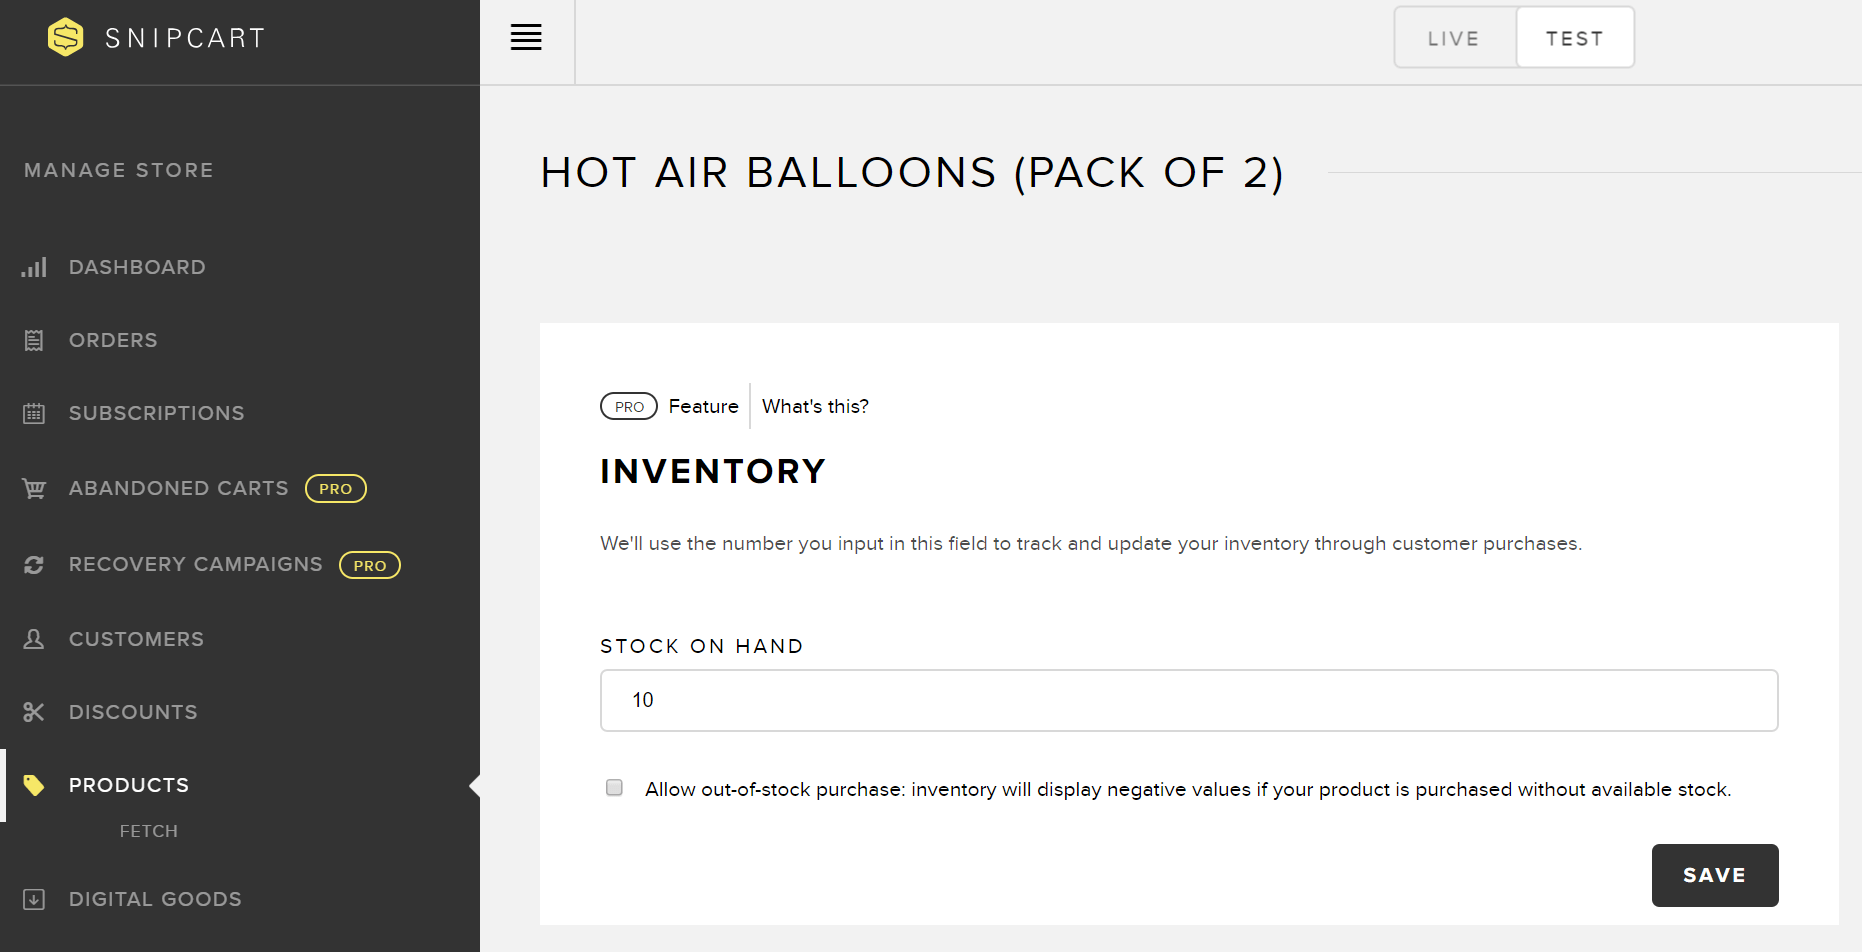 SNIPCART
LIVE
TEST
MANAGE STORE
DASHBOARD
ORDERS
SUBSCRIPTIONS
ABANDONED CARTS PRO
RECOVERY CAMPAIGNS PRO
CUSTOMERS
DISCOUNTS
PRODUCTS
FETCH
DIGITAL GOODS
HOT AIR BALLOONS (PACK OF 2)
PRO Feature What's this?
INVENTORY
We'll use the number you input in this field to track and update your inventory through customer purchases.
STOCK ON HAND
10
Allow out-of-stock purchase: inventory will display negative values if your product is purchased without available stock.
SAVE